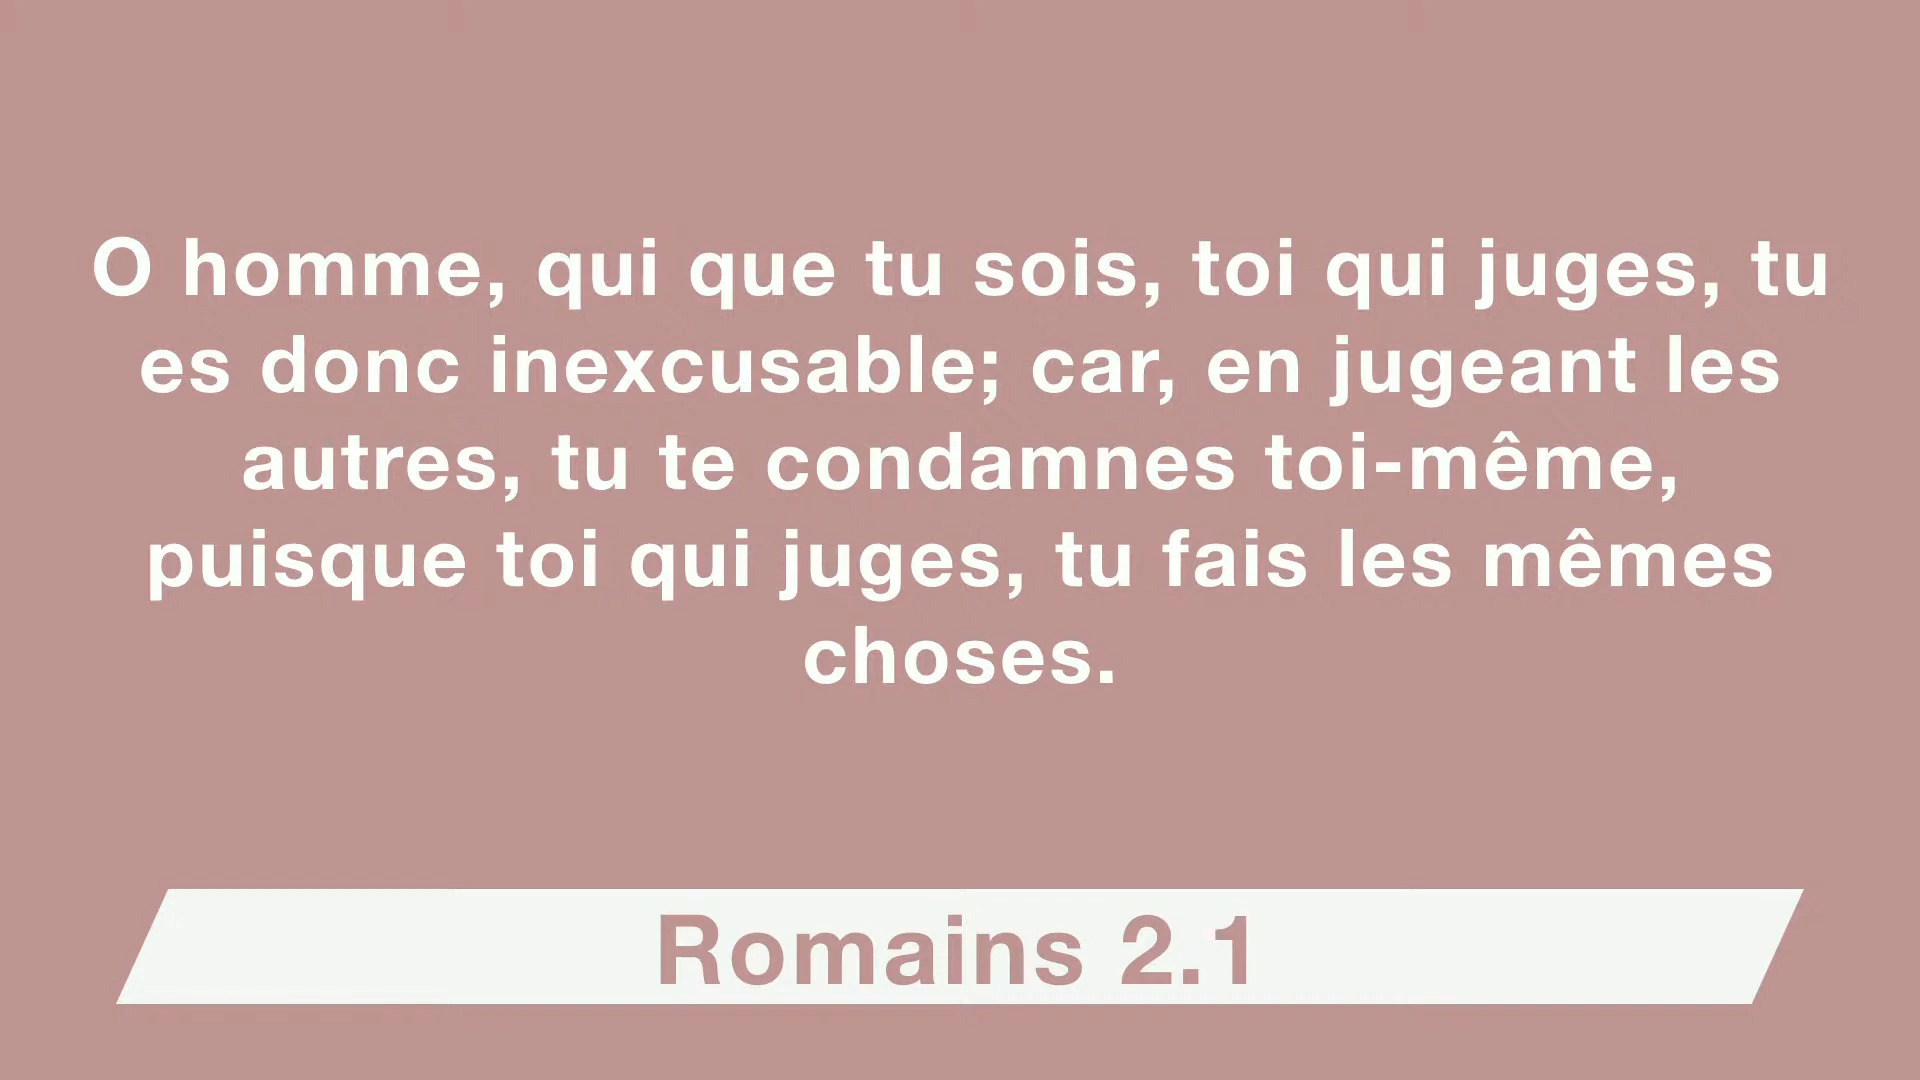 O homme, qui que tu sois, toi qui juges, tu
es donc inexcusable; car, en jugeant les
autres, tu te condamnes toi-même,
puisque toi qui juges, tu fais les mêmes
choses.
Romains 2.1